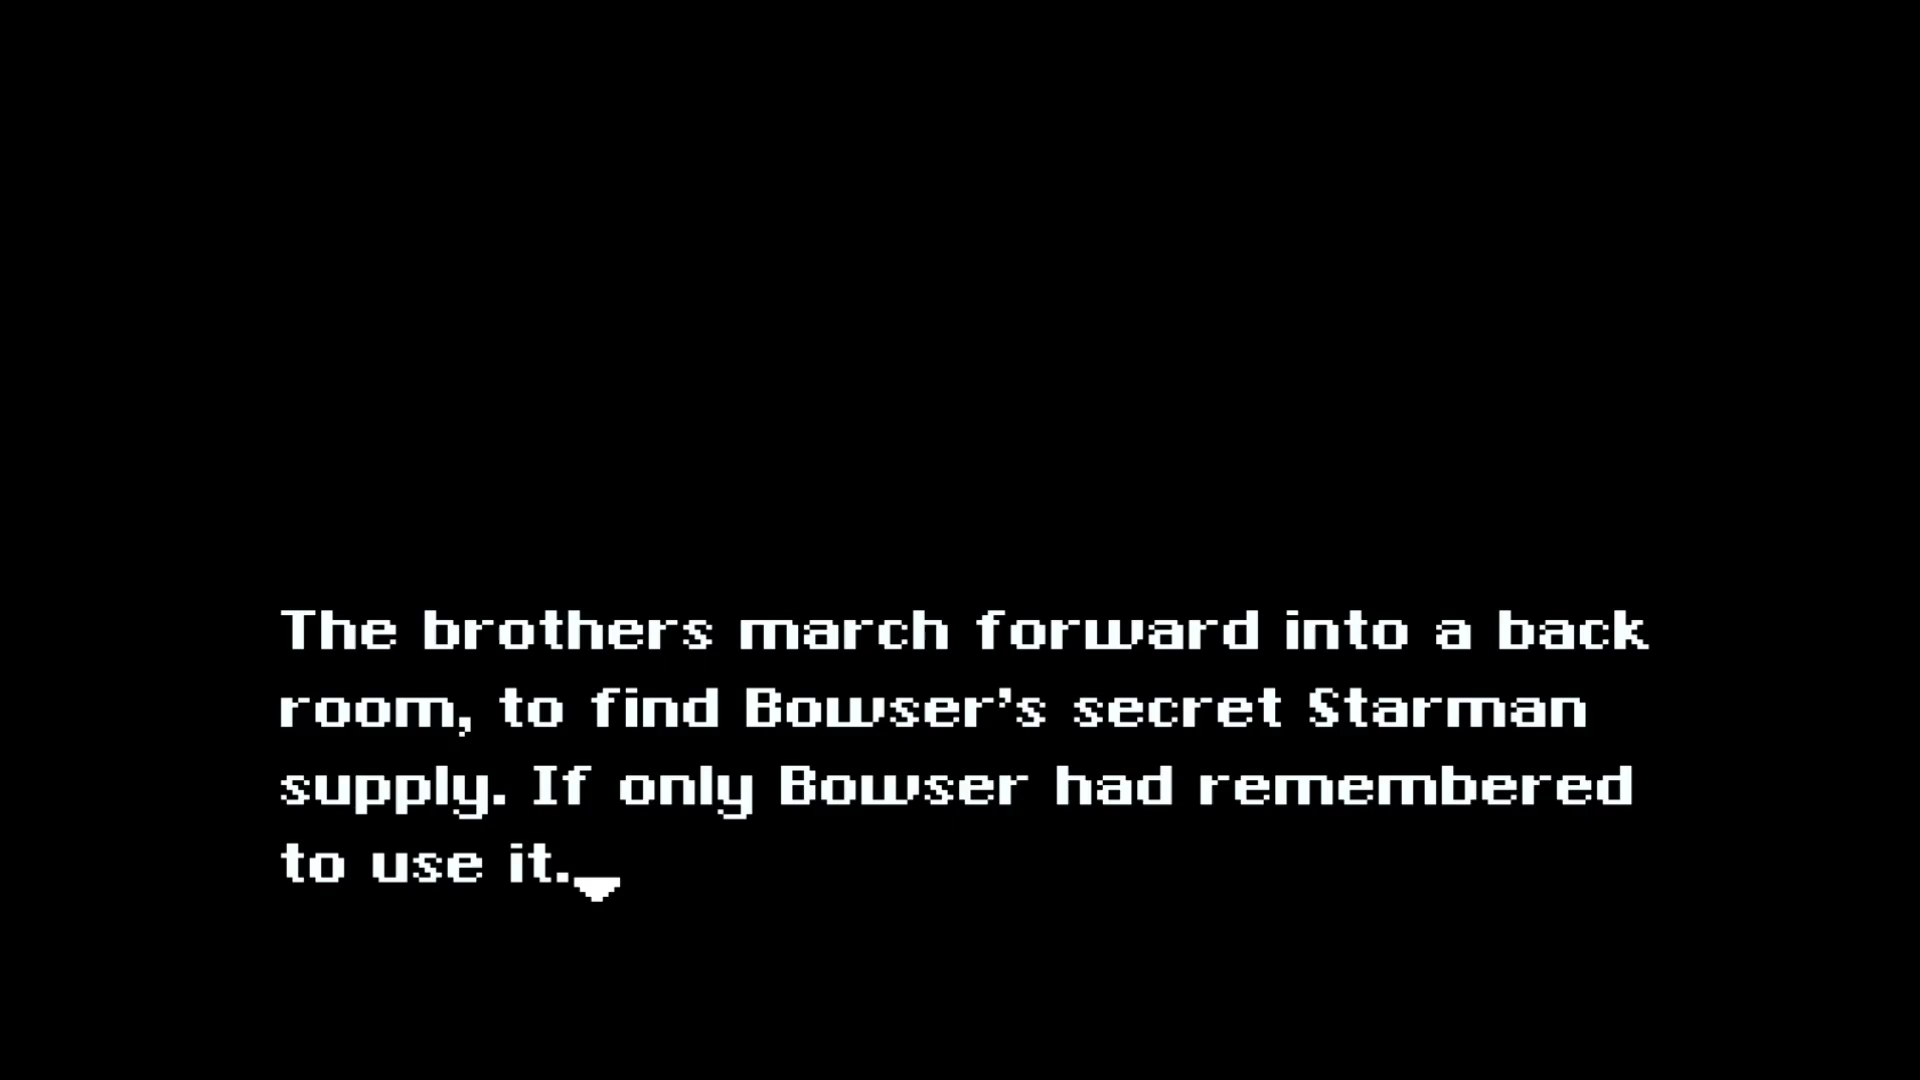 The brothers march forward into a back
room, to find Bowser's secret Starman
supply. If only Bowser had remembered
to use it.